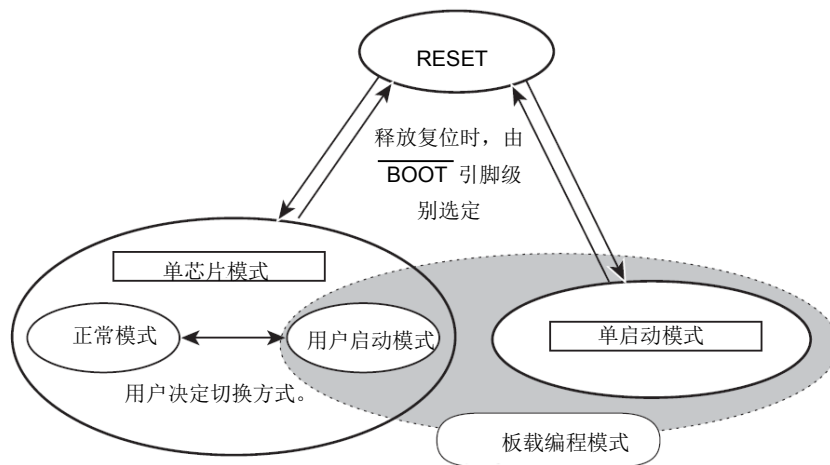 RESET
释放复位时，由
BOOT 引脚级
别选定
单芯片模式
正常模式
用户启动模式
单启动模式
用户决定切换方式。
板载编程模式